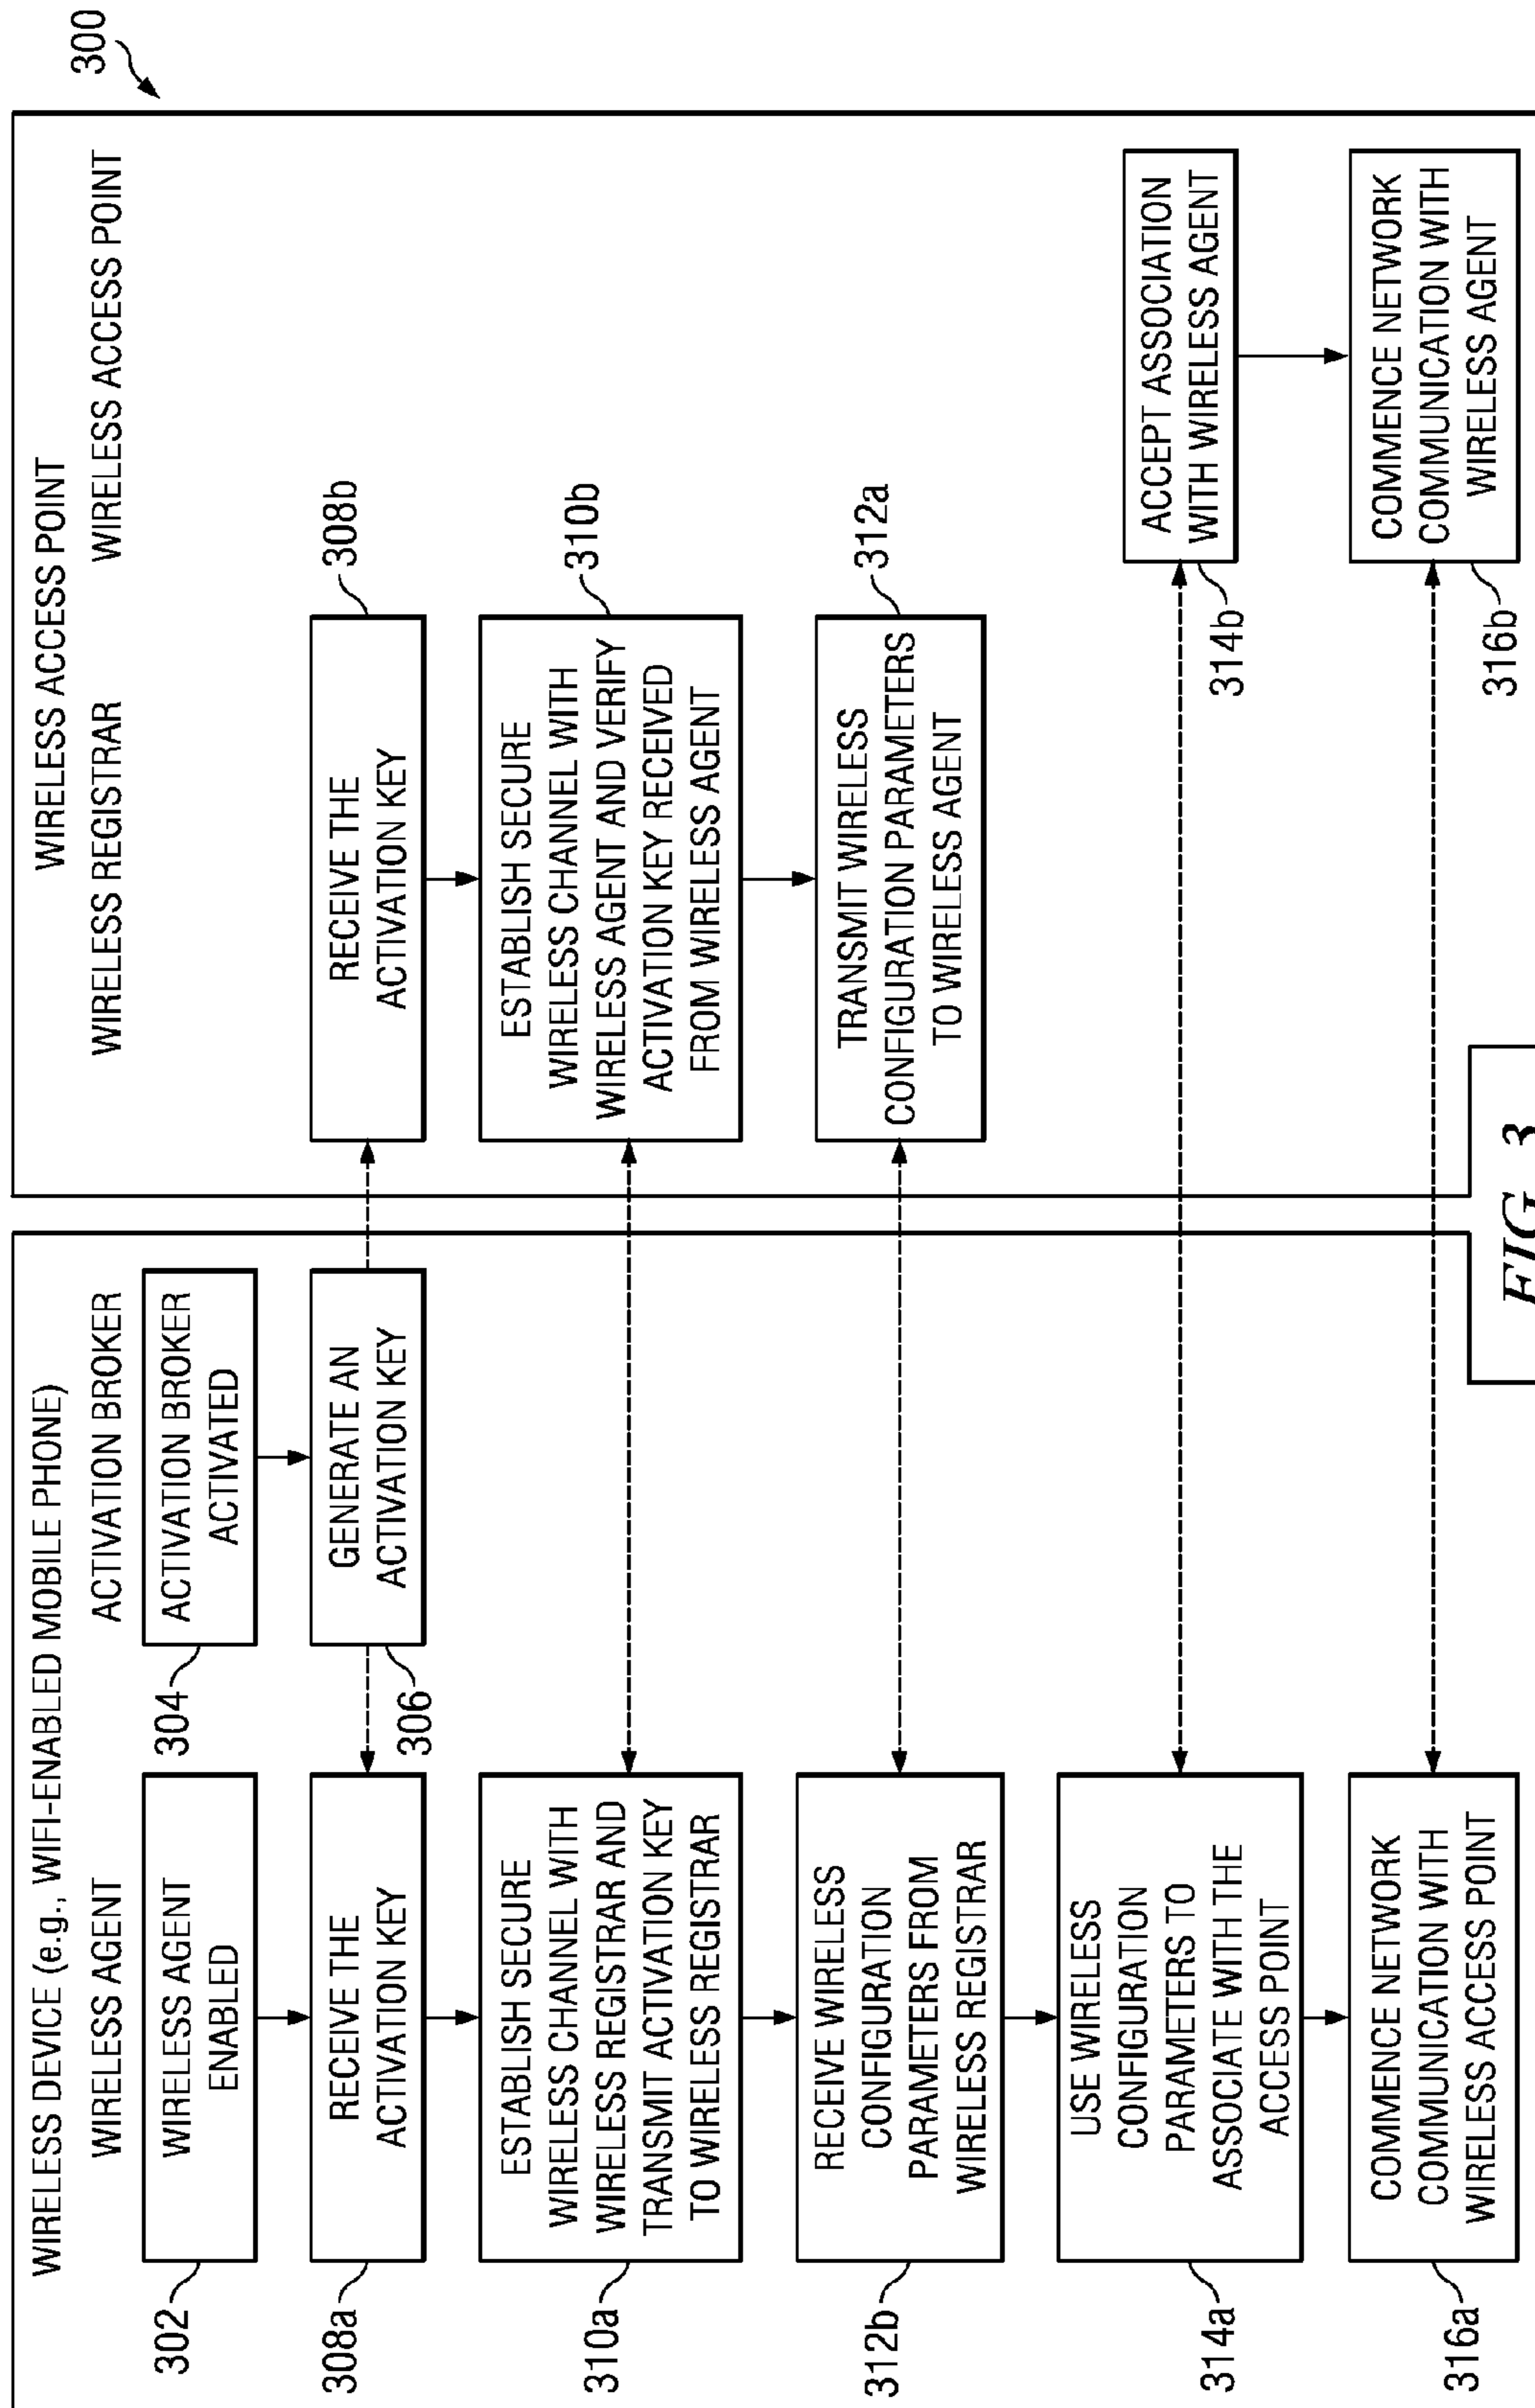 300
WIRELESS DEVICE (e.g., WIFI-ENABLED MOBILE PHONE)
WIRELESS AGENT
ACTIVATION BROKER
302
WIRELESS AGENT
ENABLED
304
ACTIVATION BROKER
ACTIVATED
308a
RECEIVE THE
ACTIVATION KEY
306
GENERATE AN
ACTIVATION KEY
310a
ESTABLISH SECURE
WIRELESS CHANNEL WITH
WIRELESS REGISTRAR AND
TRANSMIT ACTIVATION KEY
TO WIRELESS REGISTRAR
312b
RECEIVE WIRELESS
CONFIGURATION
PARAMETERS FROM
WIRELESS REGISTRAR
314a
USE WIRELESS
CONFIGURATION
PARAMETERS TO
ASSOCIATE WITH THE
ACCESS POINT
316a
COMMENCE NETWORK
COMMUNICATION WITH
WIRELESS ACCESS POINT
WIRELESS ACCESS POINT
WIRELESS REGISTRAR
WIRELESS ACCESS POINT
RECEIVE THE
ACTIVATION KEY
308b
ESTABLISH SECURE
WIRELESS CHANNEL WITH
WIRELESS AGENT AND VERIFY
ACTIVATION KEY RECEIVED
FROM WIRELESS AGENT
310b
TRANSMIT WIRELESS
CONFIGURATION PARAMETERS
TO WIRELESS AGENT
312a
314b
ACCEPT ASSOCIATION
WITH WIRELESS AGENT
316b
COMMENCE NETWORK
COMMUNICATION WITH
WIRELESS AGENT
FIG. 3